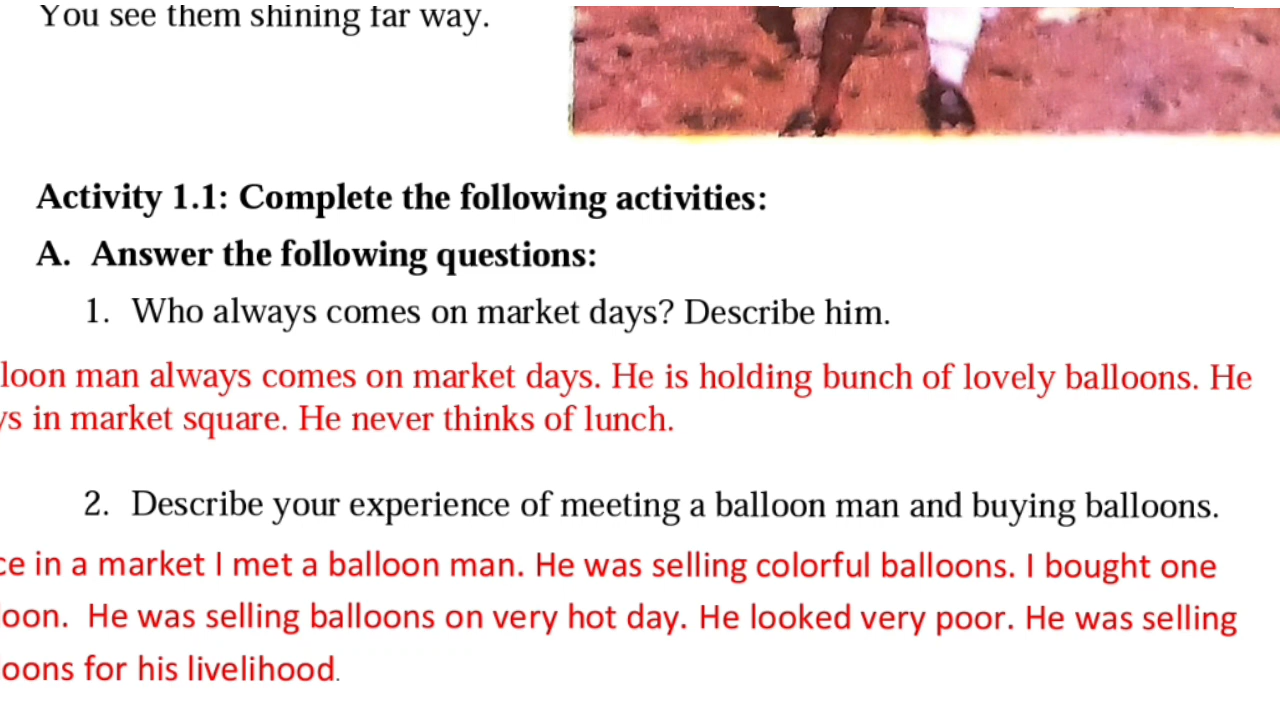 You see them shining far way.
Activity 1.1: Complete the following activities:
A. Answer the following questions:
1. Who always comes on market days? Describe him.
loon man always comes on market days. He is holding bunch of lovely balloons. He
ys in market square. He never thinks of lunch.
2. Describe your experience of meeting a balloon man and buying balloons.
ce in a market I met a balloon man. He was selling colorful balloons. I bought one
oon. He was selling balloons on very hot day. He looked very poor. He was selling
oons for his livelihood.